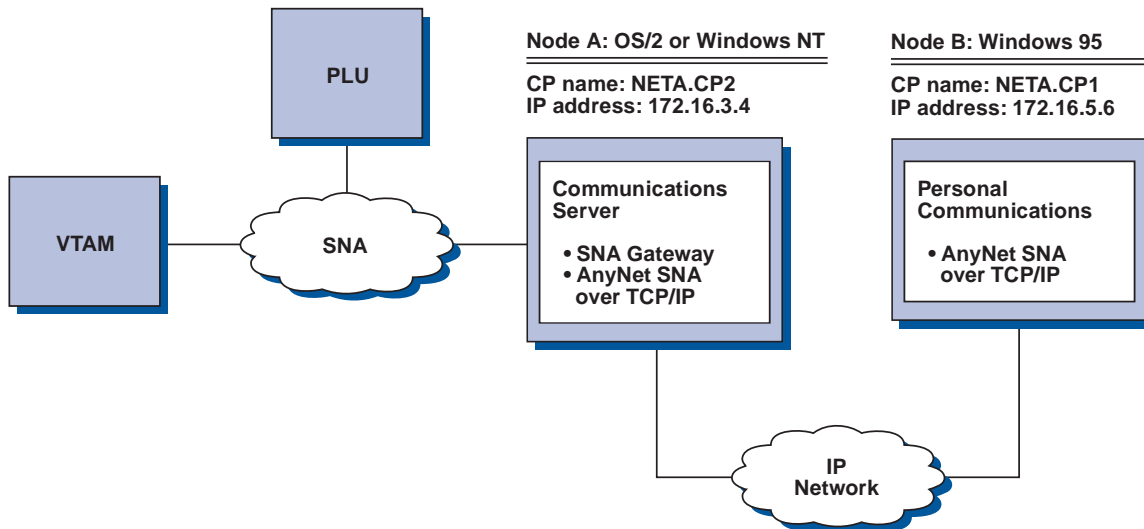 Node A: OS/2 or Windows NT
CP name: NETA.CP2
IP address: 172.16.3.4
Node B: Windows 95
CP name: NETA.CP1
IP address: 172.16.5.6
PLU
VTAM
SNA
Communications
Server
• SNA Gateway
• AnyNet SNA
over TCP/IP
Personal
Communications
• AnyNet SNA
over TCP/IP
IP
Network